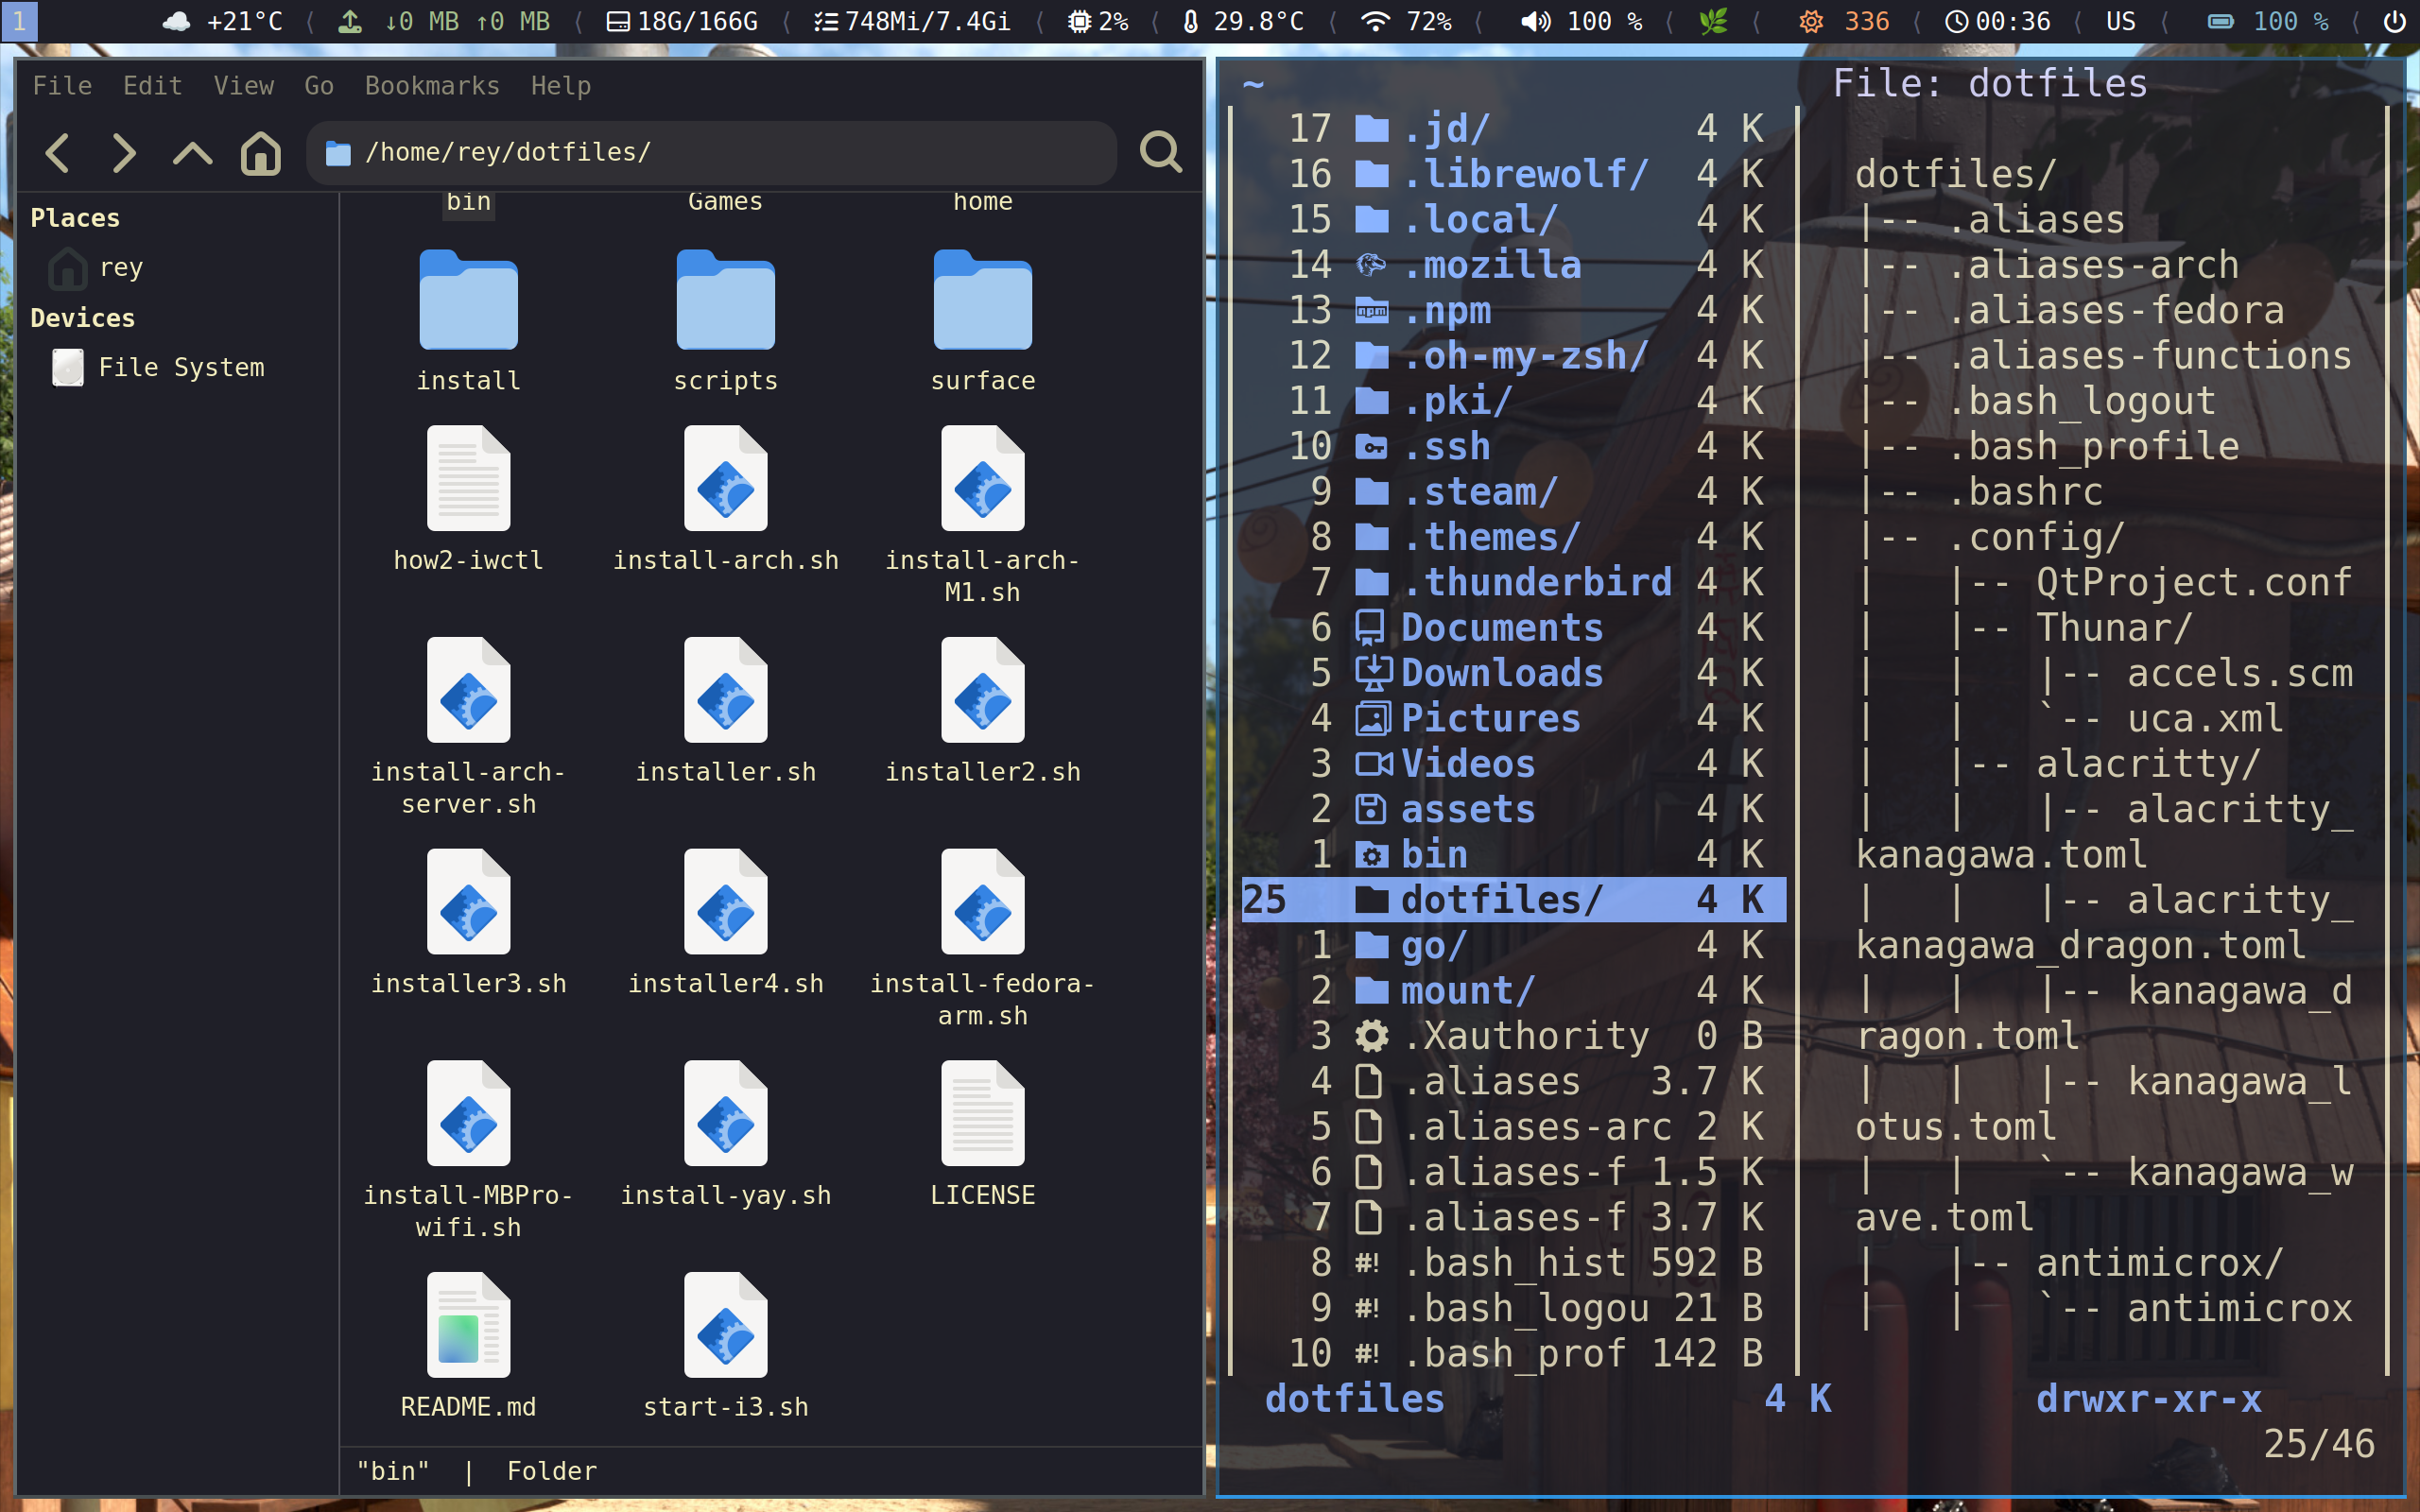 1 +21°C ⟨ ↓0 MB ↑0 MB ⟨ 18G/166G ⟨ 748Mi/7.4Gi ⟨ 2% ⟨ 29.8°C ⟨ 72% ⟨ 100 % ⟨ ⟨ 336 ⟨ 00:36 ⟨ US ⟨ 100 % ⟨
File Edit View Go Bookmarks Help
/home/rey/dotfiles/
Places
rey
Devices
File System
bin Games home
install scripts surface
how2-iwctl install-arch.sh install-arch-
M1.sh
install-arch- installer.sh installer2.sh
server.sh
installer3.sh installer4.sh install-fedora-
arm.sh
install-MBPro- install-yay.sh LICENSE
wifi.sh
README.md start-i3.sh
"bin" | Folder
~ File: dotfiles
17 .jd/ 4 K
16 .librewolf/ 4 K
15 .local/ 4 K
14 .mozilla 4 K
13 .npm 4 K
12 .oh-my-zsh/ 4 K
11 .pki/ 4 K
10 .ssh 4 K
9 .steam/ 4 K
8 .themes/ 4 K
7 .thunderbird 4 K
6 Documents 4 K
5 Downloads 4 K
4 Pictures 4 K
3 Videos 4 K
2 assets 4 K
1 bin 4 K
25 dotfiles/ 4 K
1 go/ 4 K
2 mount/ 4 K
3 .Xauthority 0 B
4 .aliases 3.7 K
5 .aliases-arc 2 K
6 .aliases-f 1.5 K
7 .aliases-f 3.7 K
8 #! .bash_hist 592 B
9 #! .bash_logou 21 B
10 #! .bash_prof 142 B
dotfiles/
|-- .aliases
|-- .aliases-arch
|-- .aliases-fedora
|-- .aliases-functions
|-- .bash_logout
|-- .bash_profile
|-- .bashrc
|-- .config/
|   |-- QtProject.conf
|   |-- Thunar/
|   |   |-- accels.scm
|   |   `-- uca.xml
|   |-- alacritty/
|   |   |-- alacritty_
kanagawa.toml
|   |   |-- alacritty_
kanagawa_dragon.toml
|   |   |-- kanagawa_d
ragon.toml
|   |   |-- kanagawa_l
otus.toml
|   |   `-- kanagawa_w
ave.toml
|   |-- antimicrox/
|   `-- antimicrox
dotfiles 4 K drwxr-xr-x
25/46